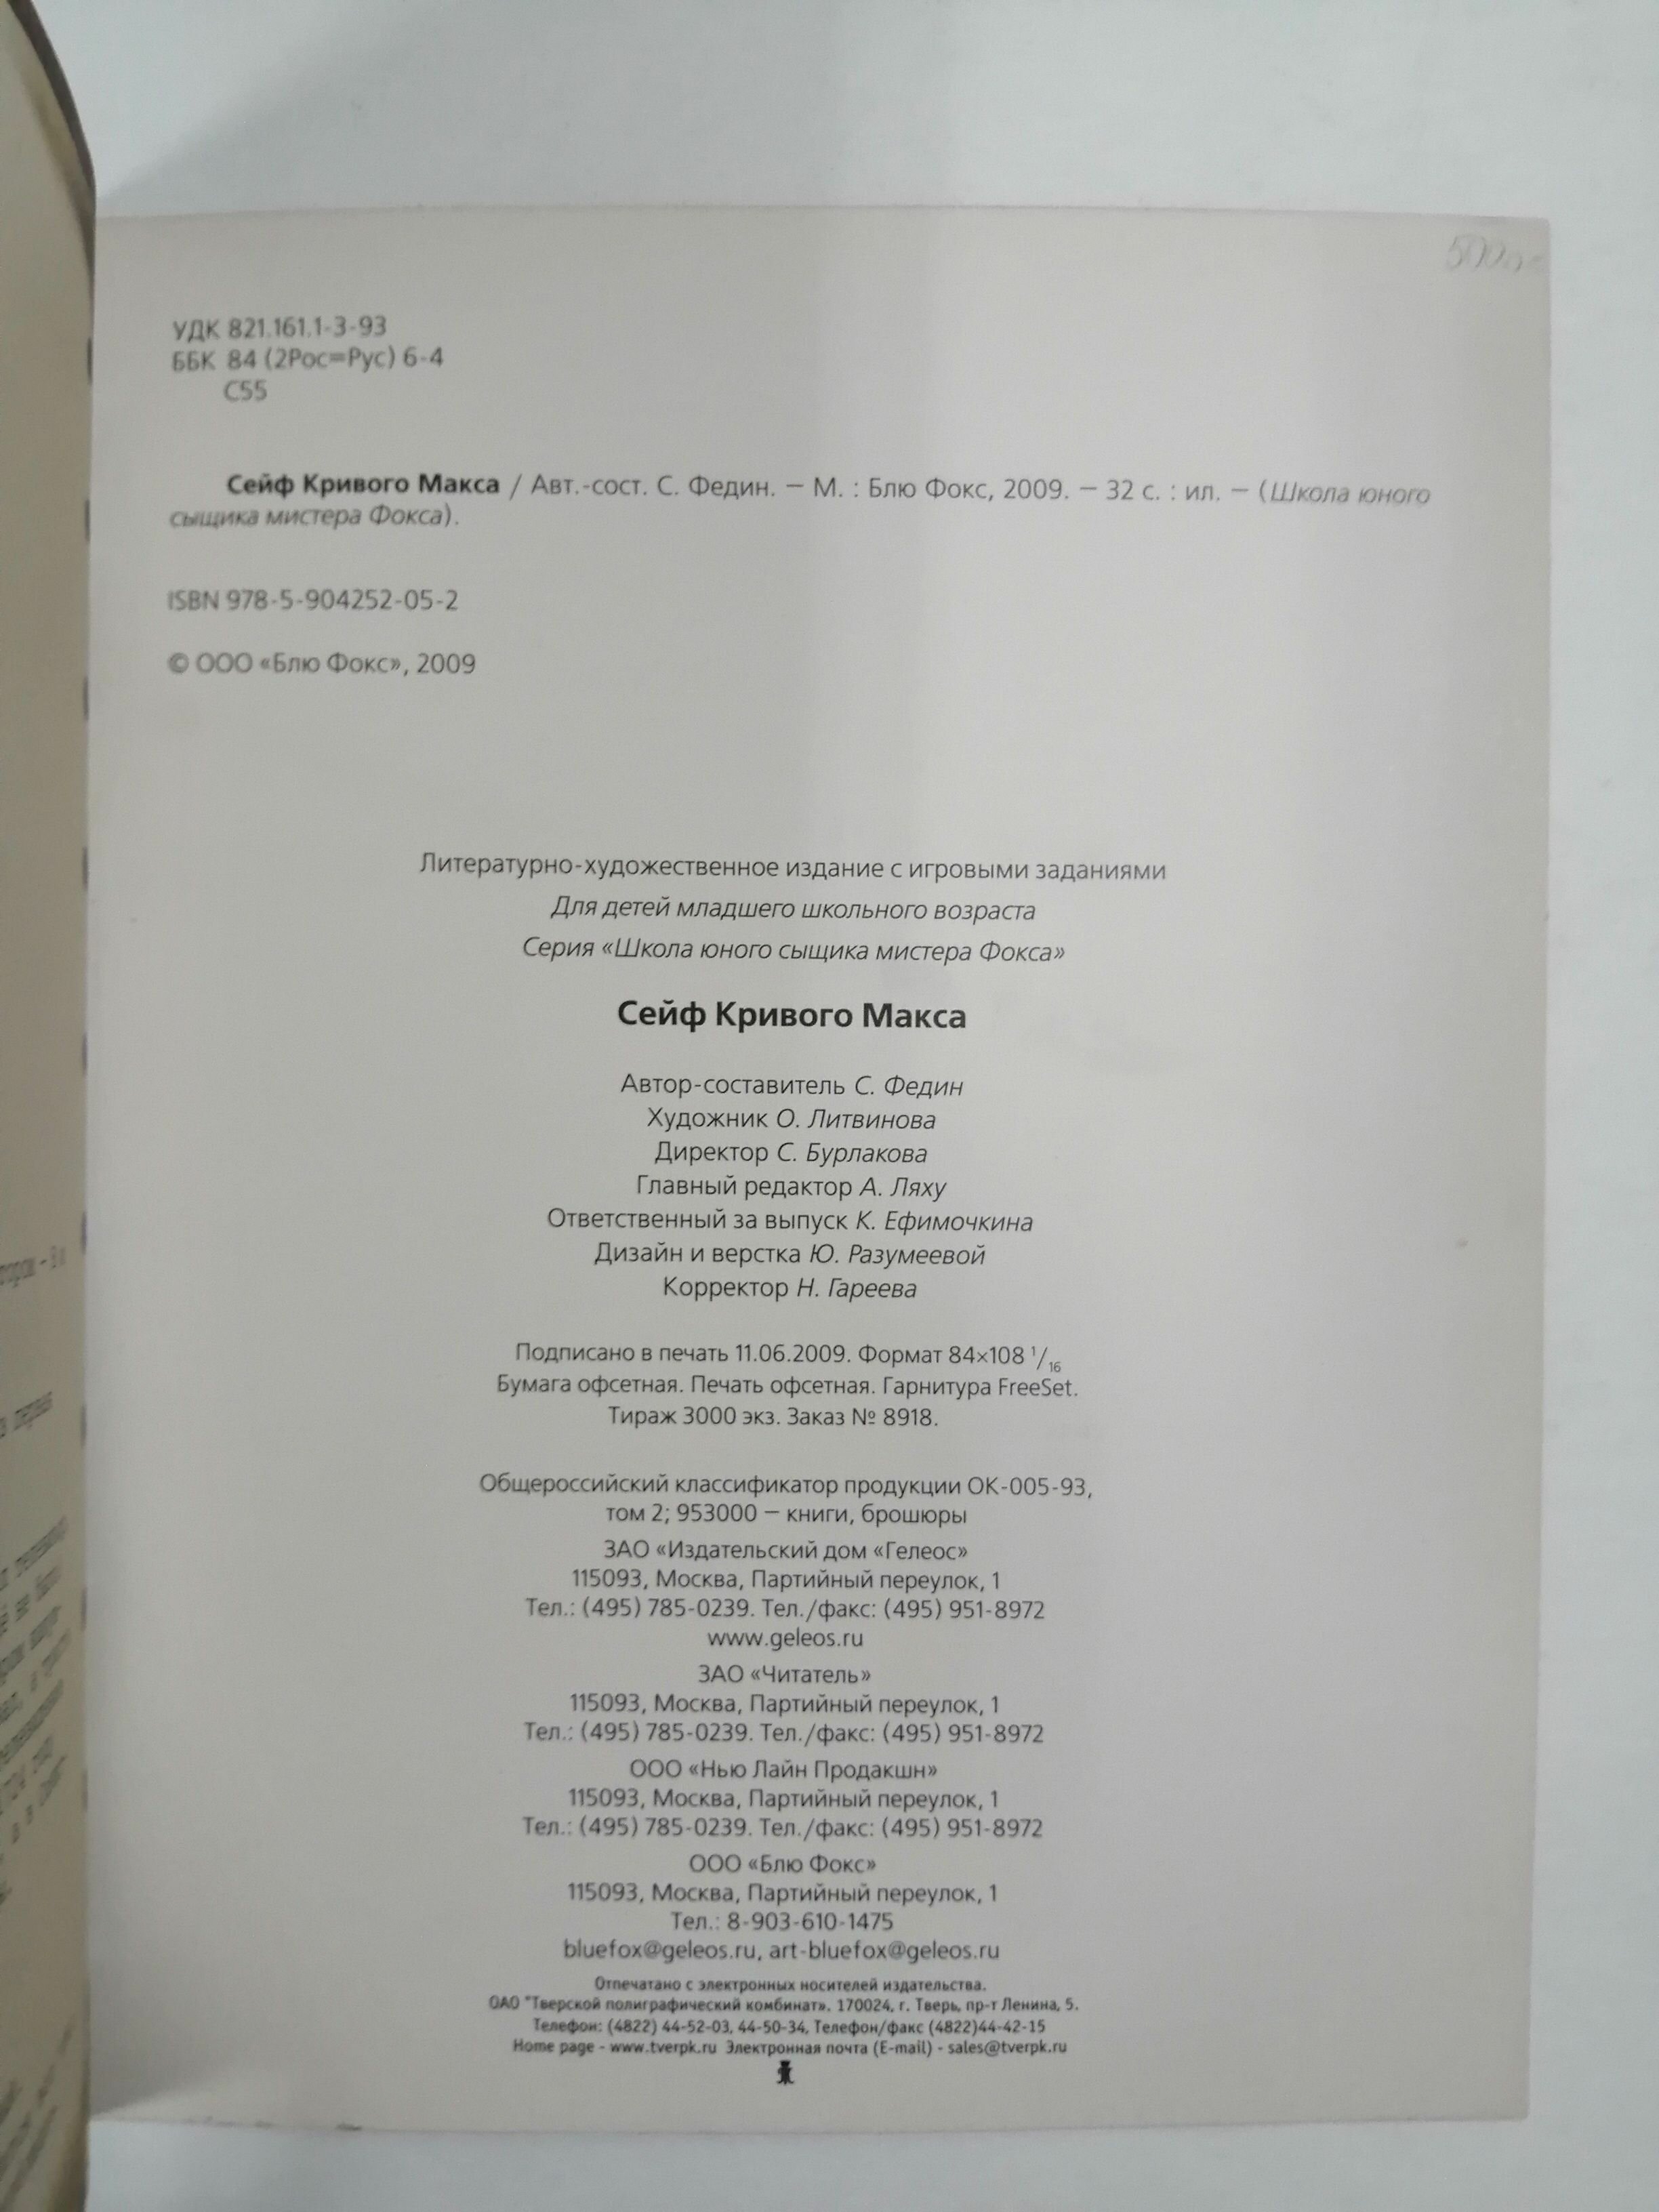 УДК 821.161.1-3-93
ББК 84 (2Рос=Рус) 6-4
С55
Сейф Кривого Макса / Авт.-сост. С. Федин. – М. : Блю Фокс, 2009. – 32 с. : ил. – (Школа юного
сыщика мистера Фокса).
ISBN 978-5-904252-05-2
© ООО «Блю Фокс», 2009
Литературно-художественное издание с игровыми заданиями
Для детей младшего школьного возраста
Серия «Школа юного сыщика мистера Фокса»
Сейф Кривого Макса
Автор-составитель С. Федин
Художник О. Литвинова
Директор С. Бурлакова
Главный редактор А. Ляху
Ответственный за выпуск К. Ефимочкина
Дизайн и верстка Ю. Разумеевой
Корректор Н. Гареева
Подписано в печать 11.06.2009. Формат 84×108 1/16
Бумага офсетная. Печать офсетная. Гарнитура FreeSet.
Тираж 3000 экз. Заказ № 8918.
Общероссийский классификатор продукции ОК-005-93,
том 2; 953000 – книги, брошюры
ЗАО «Издательский дом «Гелеос»
115093, Москва, Партийный переулок, 1
Тел.: (495) 785-0239. Тел./факс: (495) 951-8972
www.geleos.ru
ЗАО «Читатель»
115093, Москва, Партийный переулок, 1
Тел.: (495) 785-0239. Тел./факс: (495) 951-8972
ООО «Нью Лайн Продакшн»
115093, Москва, Партийный переулок, 1
Тел.: (495) 785-0239. Тел./факс: (495) 951-8972
ООО «Блю Фокс»
115093, Москва, Партийный переулок, 1
Тел.: 8-903-610-1475
bluefox@geleos.ru, art-bluefox@geleos.ru
Отпечатано с электронных носителей издательства.
ОАО "Тверской полиграфический комбинат». 170024, г. Тверь, пр-т Ленина, 5.
Телефон: (4822) 44-52-03, 44-50-34, Телефон/факс (4822)44-42-15
Home page - www.tverpk.ru Электронная почта (E-mail) - sales@tverpk.ru